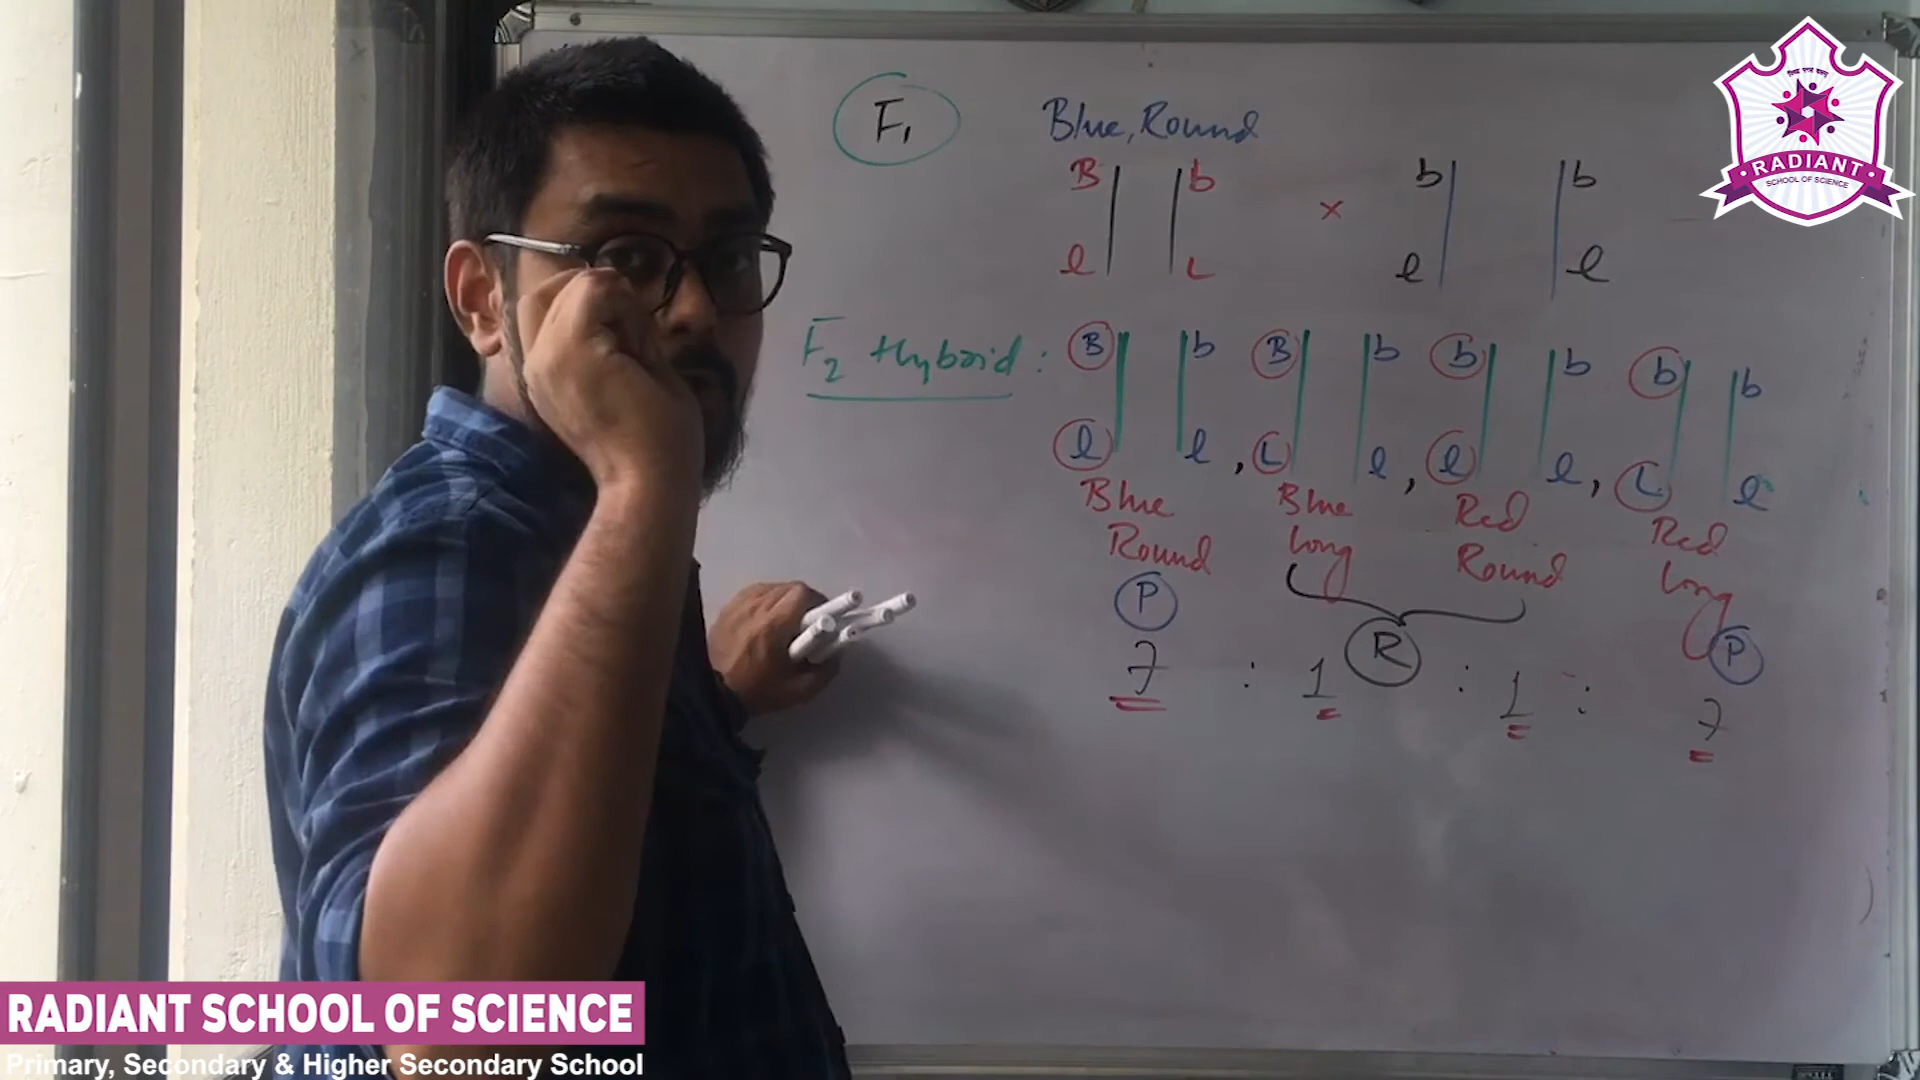 F₁ Blue, Round
B b × b b
l L l l
F₂ Hybrid : B b B b b b b b
l l , L l , l l , L l
Blue Round
Blue Long
Red Round
Red Long
P R P
7 : 1 : 1 : 7
RADIANT
SCHOOL OF SCIENCE
RADIANT SCHOOL OF SCIENCE
Primary, Secondary & Higher Secondary School